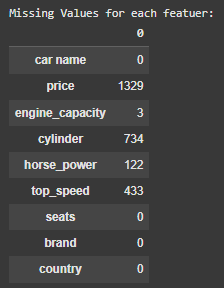 Missing Values for each featuer:
0
car name 0
price 1329
engine_capacity 3
cylinder 734
horse_power 122
top_speed 433
seats 0
brand 0
country 0